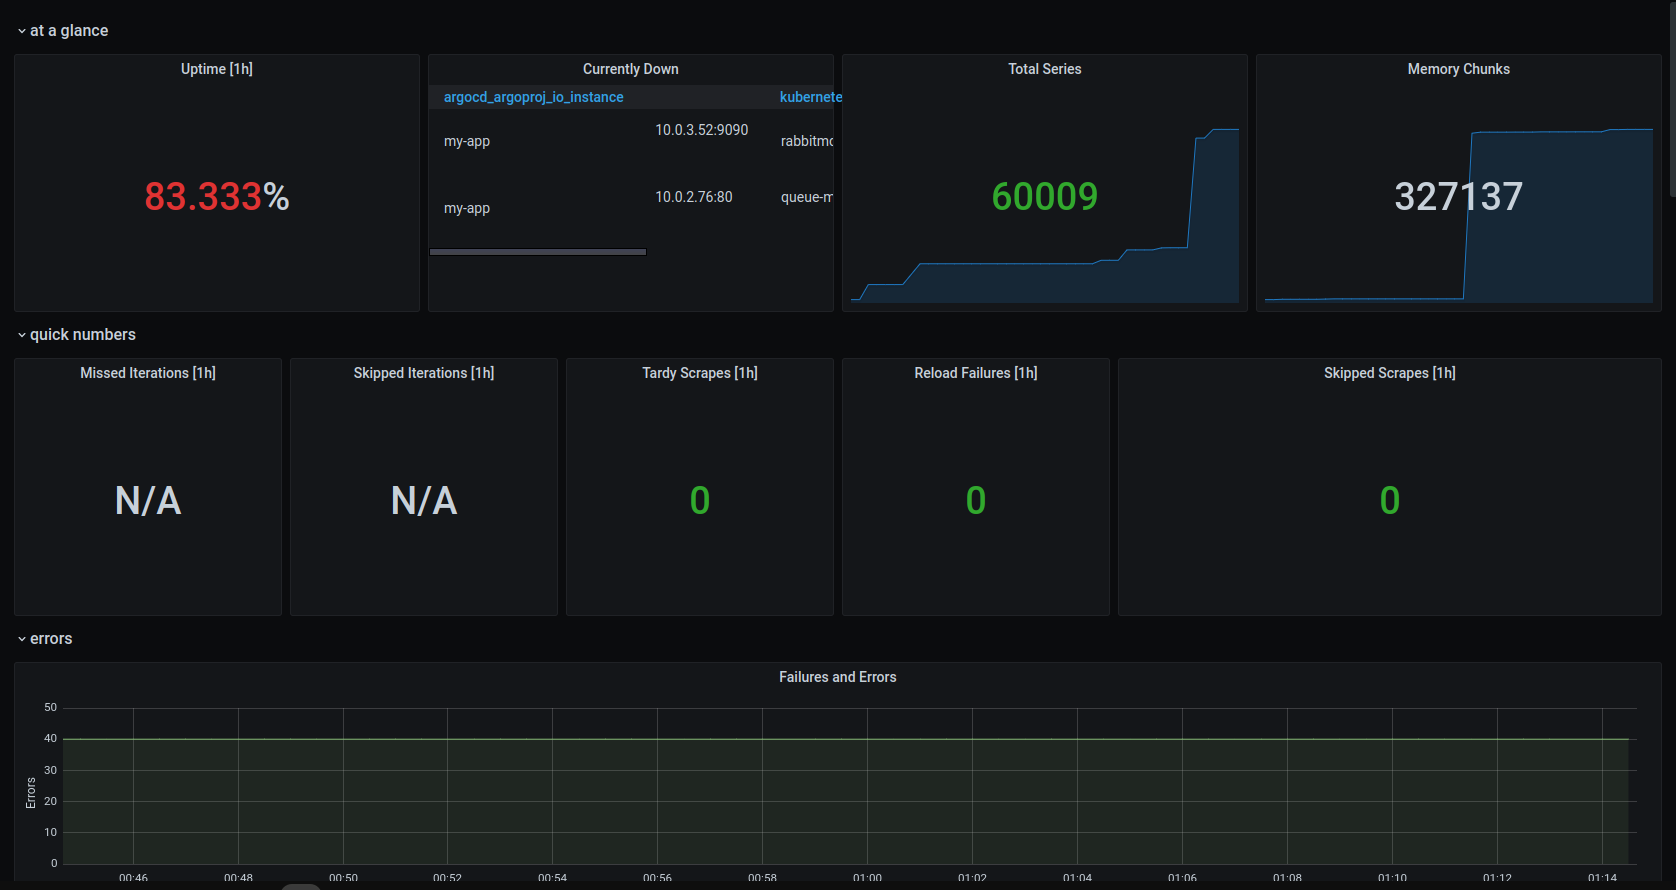 at a glance
Uptime [1h]
Currently Down
Total Series
Memory Chunks
argocd_argoproj_io_instance kubernete
my-app 10.0.3.52:9090
my-app 10.0.2.76:80 queue-m
83.333%
60009
327137
quick numbers
Missed Iterations [1h]
Skipped Iterations [1h]
Tardy Scrapes [1h]
Reload Failures [1h]
Skipped Scrapes [1h]
N/A
N/A
0
0
0
errors
Failures and Errors
50
40
30
20
10
0
Errors
00:46 00:48 00:50 00:52 00:54 00:56 00:58 01:00 01:02 01:04 01:06 01:08 01:10 01:12 01:14